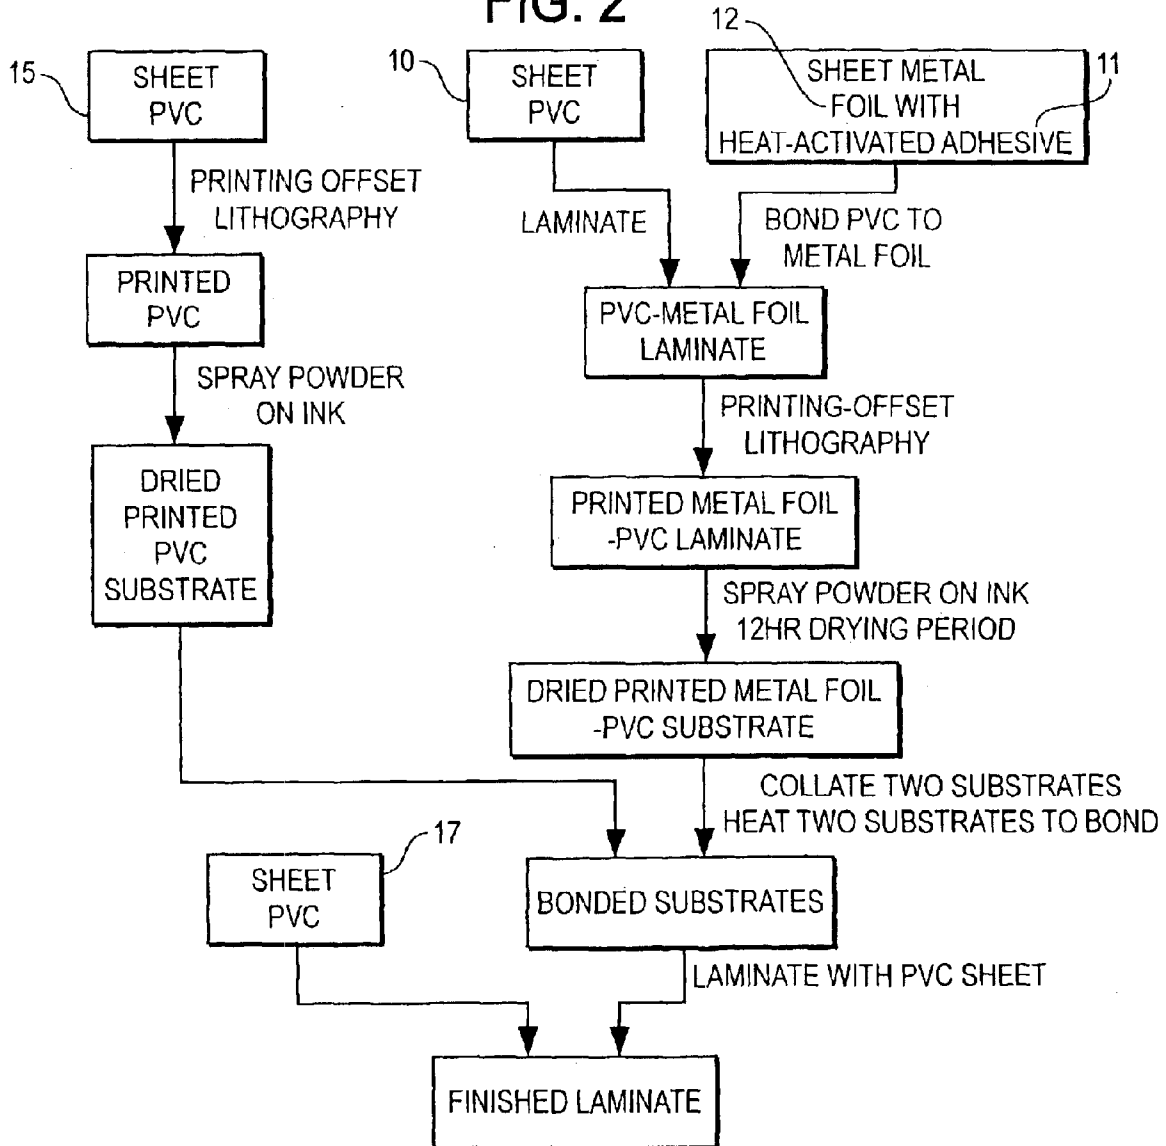 FIG. 2
15
SHEET
PVC
10
SHEET
PVC
12
SHEET METAL
FOIL WITH
HEAT-ACTIVATED ADHESIVE
11
PRINTING OFFSET
LITHOGRAPHY
LAMINATE
BOND PVC TO
METAL FOIL
PRINTED
PVC
PVC-METAL FOIL
LAMINATE
SPRAY POWDER
ON INK
PRINTING-OFFSET
LITHOGRAPHY
DRIED
PRINTED
PVC
SUBSTRATE
PRINTED METAL FOIL
-PVC LAMINATE
SPRAY POWDER ON INK
12HR DRYING PERIOD
DRIED PRINTED METAL FOIL
-PVC SUBSTRATE
COLLATE TWO SUBSTRATES
HEAT TWO SUBSTRATES TO BOND
17
SHEET
PVC
BONDED SUBSTRATES
LAMINATE WITH PVC SHEET
FINISHED LAMINATE